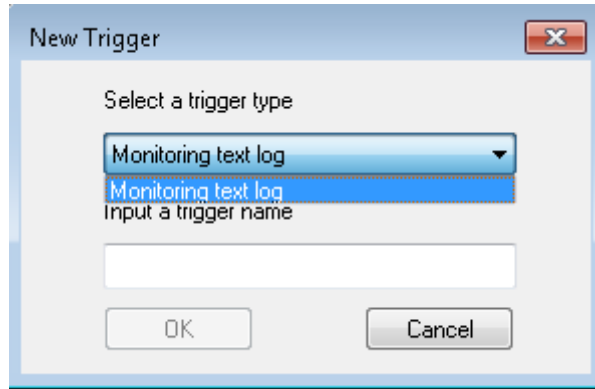 New Trigger
Select a trigger type
Monitoring text log
Monitoring text log
Input a trigger name
OK
Cancel